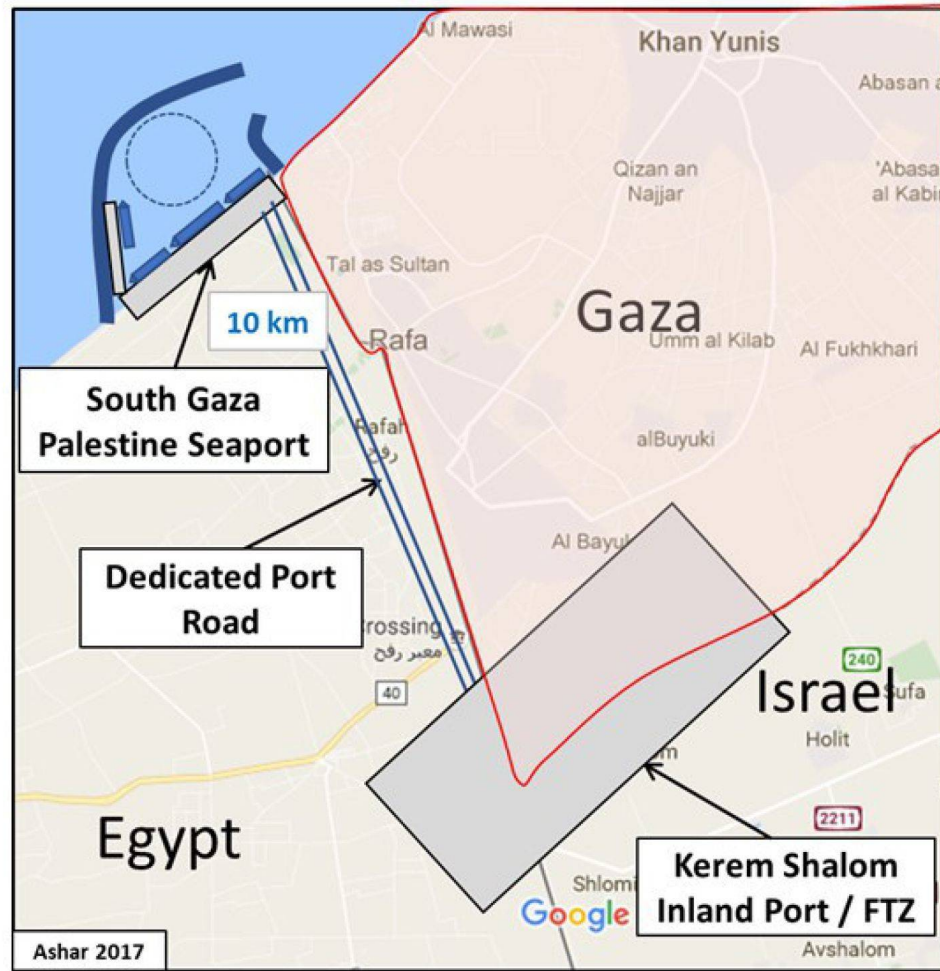 Al Mawasi
Khan Yunis
Abasan a
Qizan an
Najjar
'Abasa
al Kabir
Tal as Sultan
Gaza
10 km
Rafa
Umm al Kilab
Al Fukhkhari
South Gaza
Palestine Seaport
Rafah
رفح
alBuyuki
Al Bayuk
Dedicated Port
Road
Crossing
معبر رفح
40
240
Israel
Sufa
Holit
Egypt
2211
Kerem Shalom
Inland Port / FTZ
Shlomi
Google
Avshalom
Ashar 2017